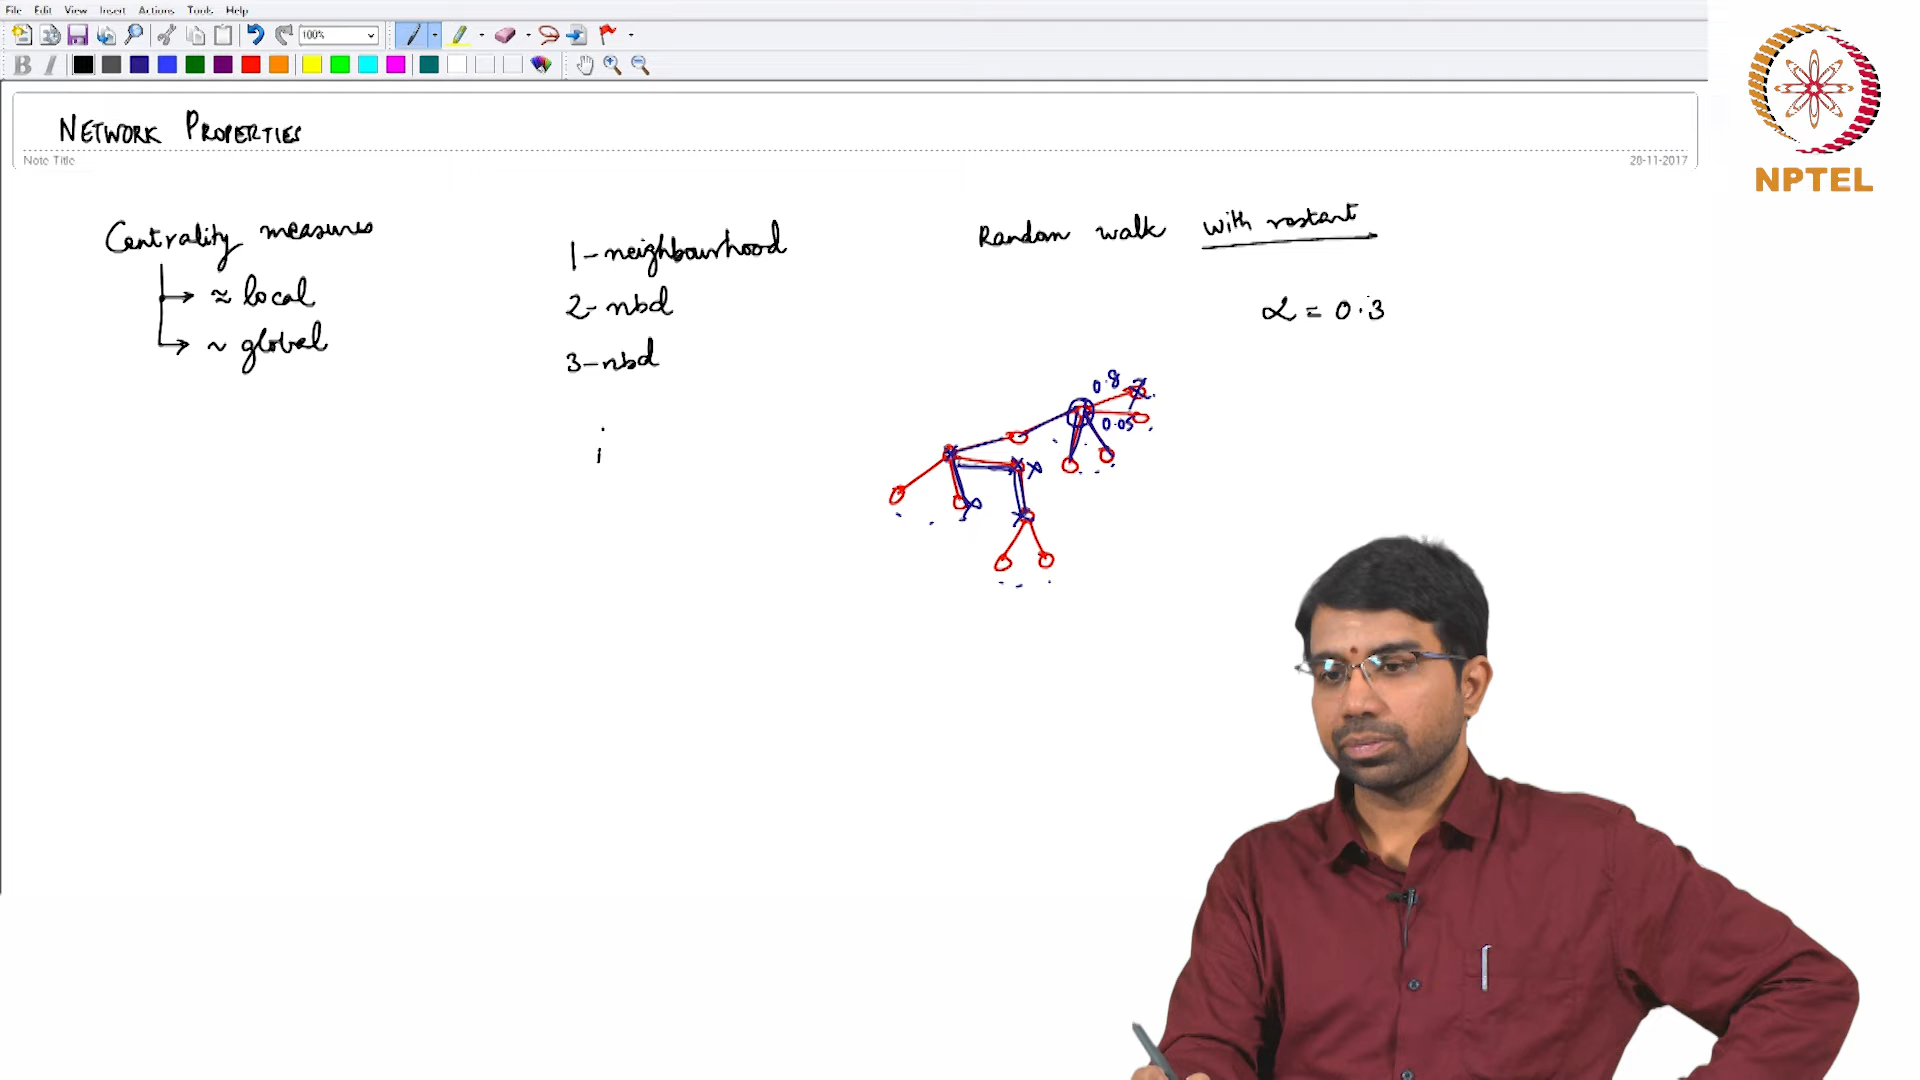 File Edit View Insert Actions Tools Help
100%
B I
NETWORK PROPERTIES
Note Title
28-11-2017
NPTEL
Centrality measures
≈ local
~ global
1-neighbourhood
2-nbd
3-nbd
Random walk with restart
α = 0.3
0.8
0.05